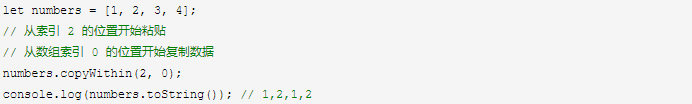 let numbers = [1, 2, 3, 4];
// 从索引 2 的位置开始粘贴
// 从数组索引 0 的位置开始复制数据
numbers.copyWithin(2, 0);
console.log(numbers.toString()); // 1,2,1,2